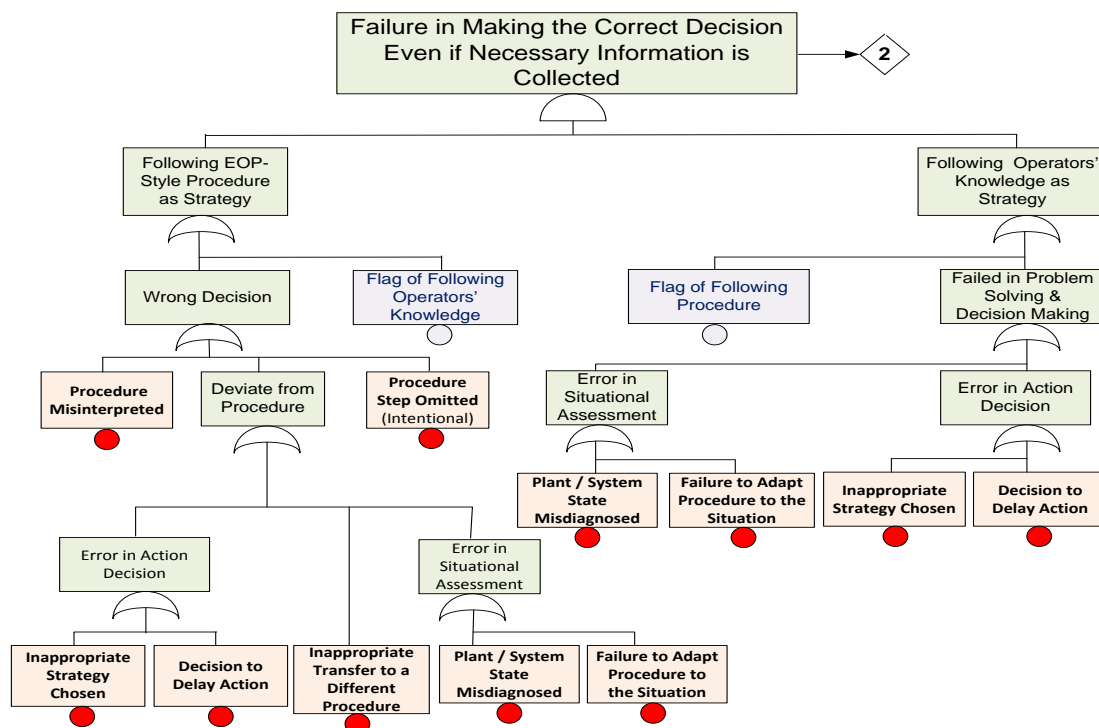 Failure in Making the Correct Decision
Even if Necessary Information is
Collected
2
Following EOP-
Style Procedure
as Strategy
Following Operators'
Knowledge as
Strategy
Wrong Decision
Flag of Following
Operators'
Knowledge
Flag of Following
Procedure
Failed in Problem
Solving &
Decision Making
Procedure
Misinterpreted
Deviate from
Procedure
Procedure
Step Omitted
(Intentional)
Error in
Situational
Assessment
Error in Action
Decision
Plant / System
State
Misdiagnosed
Failure to Adapt
Procedure to the
Situation
Inappropriate
Strategy Chosen
Decision to
Delay Action
Error in Action
Decision
Error in
Situational
Assessment
Inappropriate
Strategy
Chosen
Decision to
Delay Action
Inappropriate
Transfer to a
Different
Procedure
Plant / System
State
Misdiagnosed
Failure to Adapt
Procedure to
the Situation